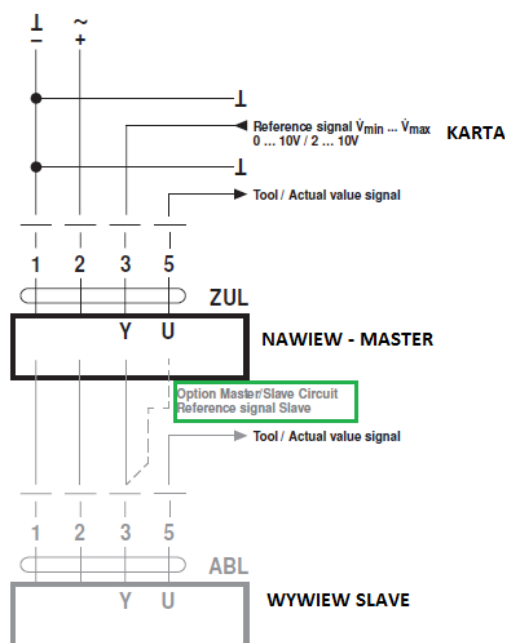 ⊥ ~
– +
⊥
Reference signal V̇min ... V̇max
0 ... 10V / 2 ... 10V
KARTA
⊥
Tool / Actual value signal
1 2 3 5
ZUL
Y U
NAWIEW - MASTER
Option Master/Slave Circuit
Reference signal Slave
Tool / Actual value signal
1 2 3 5
ABL
Y U
WYWIEW SLAVE